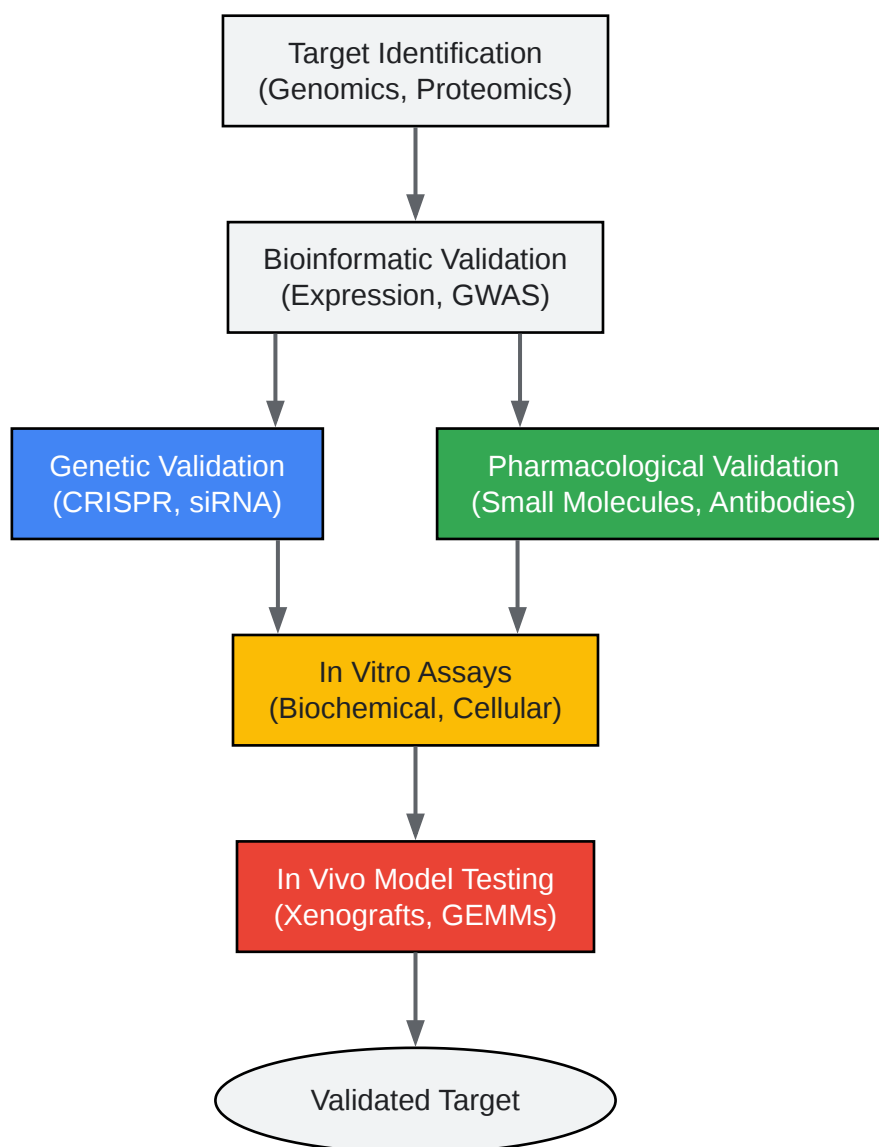 Target Identification
(Genomics, Proteomics)
Bioinformatic Validation
(Expression, GWAS)
Genetic Validation
(CRISPR, siRNA)
Pharmacological Validation
(Small Molecules, Antibodies)
In Vitro Assays
(Biochemical, Cellular)
In Vivo Model Testing
(Xenografts, GEMMs)
Validated Target